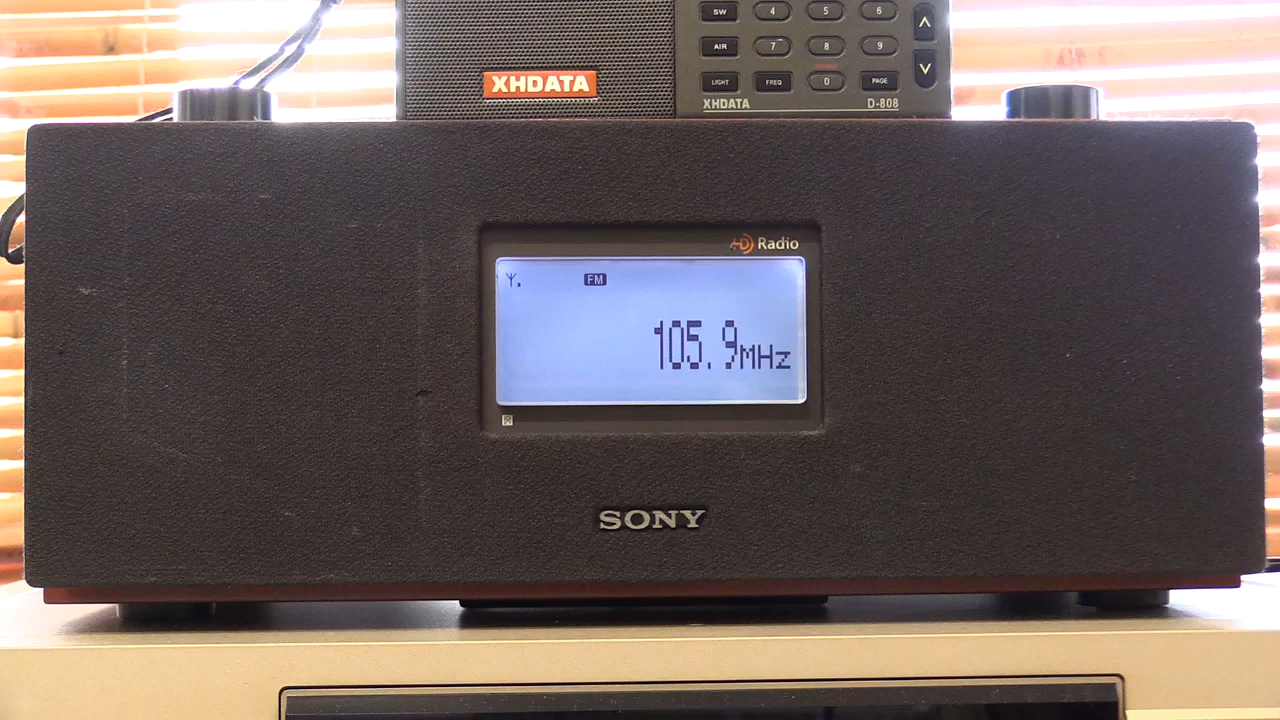 SW 4 5 6
AIR 7 8 9
LIGHT FREQ 0 PAGE
XHDATA
XHDATA D-808
HD Radio
FM
105.9MHz
R
SONY